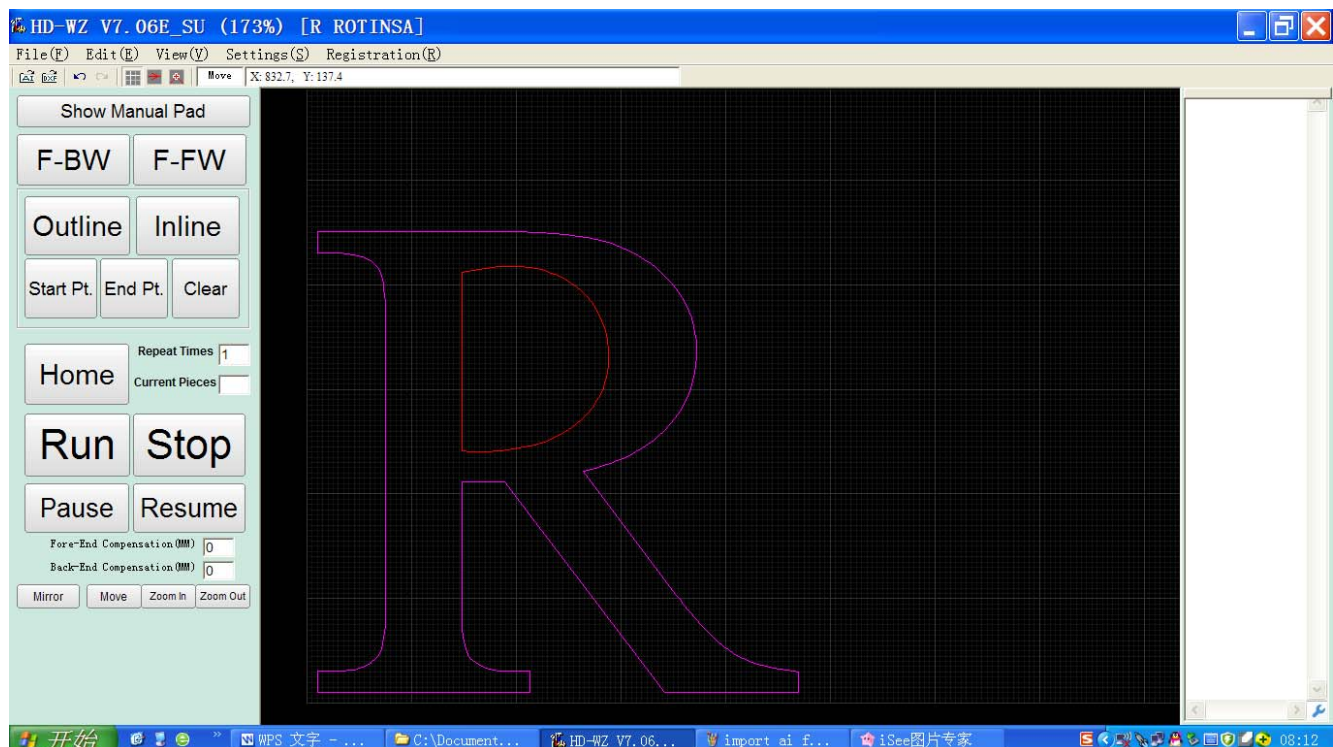 HD-WZ V7.06E_SU (173%) [R ROTINSA]
File(F) Edit(E) View(V) Settings(S) Registration(R)
AI DXF Move X: 832.7, Y: 137.4
Show Manual Pad
F-BW F-FW
Outline Inline
Start Pt. End Pt. Clear
Home Repeat Times 1
Current Pieces
Run Stop
Pause Resume
Fore-End Compensation(MM) 0
Back-End Compensation(MM) 0
Mirror Move Zoom In Zoom Out
R
开始 WPS 文字 - ... C:\Document... HD-WZ V7.06... import ai f... iSee图片专家 08:12